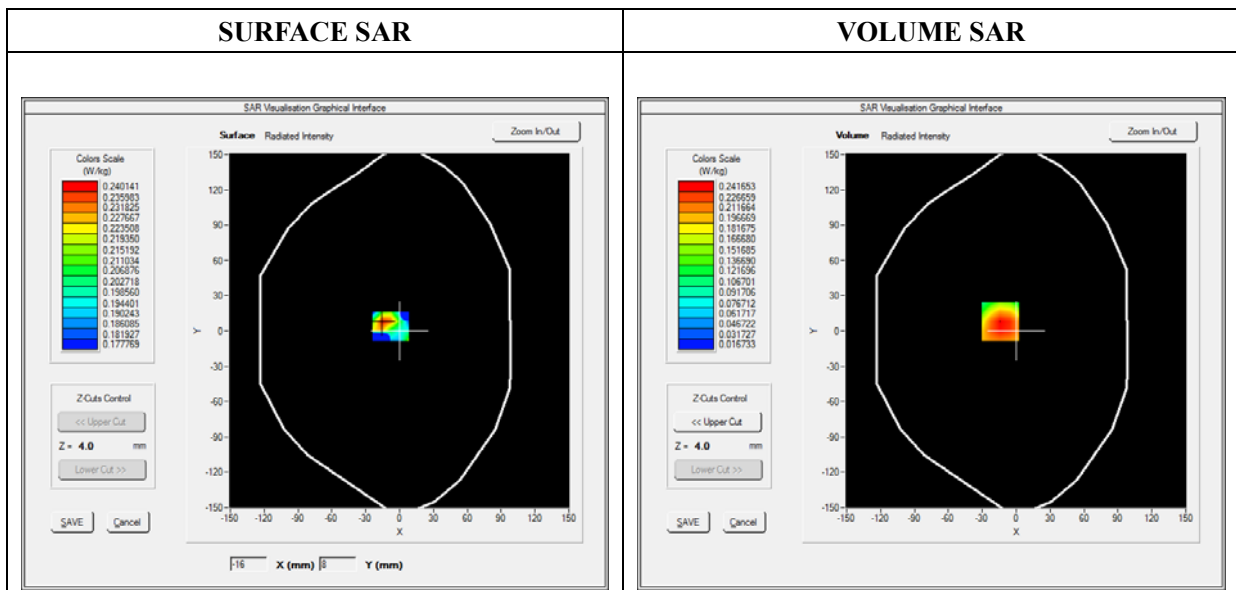 SURFACE SAR
VOLUME SAR
SAR Visualisation Graphical Interface
Surface Radiated Intensity
Zoom In/Out
Colors Scale
(W/kg)
0.240141
0.235983
0.231825
0.227667
0.223508
0.219350
0.215192
0.211034
0.206876
0.202718
0.198560
0.194401
0.190243
0.186085
0.181927
0.177769
Z-Cuts Control
<< Upper Cut
Z = 4.0 mm
Lower Cut >>
SAVE Cancel
150
120
90
60
30
0
-30
-60
-90
-120
-150
Y
-150 -120 -90 -60 -30 0 30 60 90 120 150
X
-16 X (mm) 8 Y (mm)
SAR Visualisation Graphical Interface
Volume Radiated Intensity
Zoom In/Out
Colors Scale
(W/kg)
0.241653
0.226659
0.211664
0.196669
0.181675
0.166680
0.151685
0.136690
0.121696
0.106701
0.091706
0.076712
0.061717
0.046722
0.031727
0.016733
Z-Cuts Control
<< Upper Cut
Z = 4.0 mm
Lower Cut >>
SAVE Cancel
150
120
90
60
30
0
-30
-60
-90
-120
-150
Y
-150 -120 -90 -60 -30 0 30 60 90 120 150
X